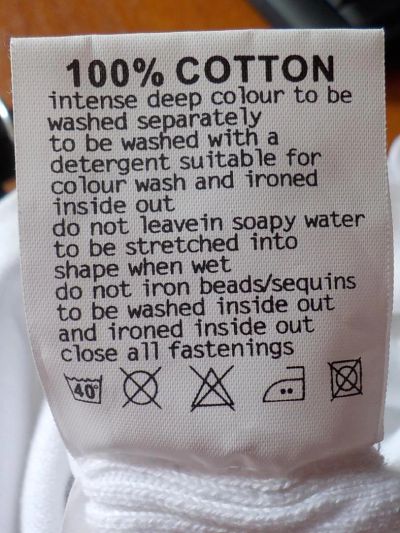 100% COTTON
intense deep colour to be
washed separately
to be washed with a
detergent suitable for
colour wash and ironed
inside out
do not leavein soapy water
to be stretched into
shape when wet
do not iron beads/sequins
to be washed inside out
and ironed inside out
close all fastenings
40°